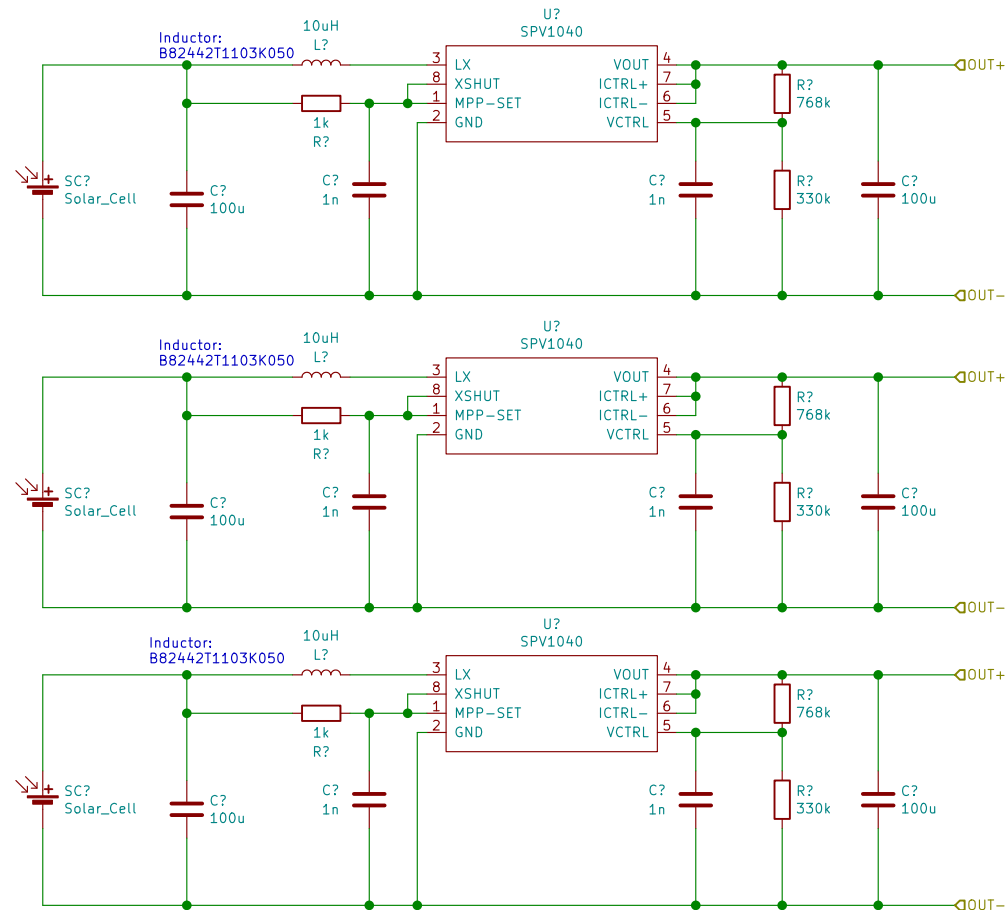 U?
SPV1040
10uH
L?
Inductor:
B82442T1103K050
3 LX
8 XSHUT
1 MPP-SET
2 GND
VOUT 4
ICTRL+ 7
ICTRL- 6
VCTRL 5
OUT+
R?
768k
1k
R?
SC?
Solar_Cell
C?
100u
C?
1n
C?
1n
R?
330k
C?
100u
OUT-
U?
SPV1040
10uH
L?
Inductor:
B82442T1103K050
3 LX
8 XSHUT
1 MPP-SET
2 GND
VOUT 4
ICTRL+ 7
ICTRL- 6
VCTRL 5
OUT+
R?
768k
1k
R?
SC?
Solar_Cell
C?
100u
C?
1n
C?
1n
R?
330k
C?
100u
OUT-
U?
SPV1040
10uH
L?
Inductor:
B82442T1103K050
3 LX
8 XSHUT
1 MPP-SET
2 GND
VOUT 4
ICTRL+ 7
ICTRL- 6
VCTRL 5
OUT+
R?
768k
1k
R?
SC?
Solar_Cell
C?
100u
C?
1n
C?
1n
R?
330k
C?
100u
OUT-